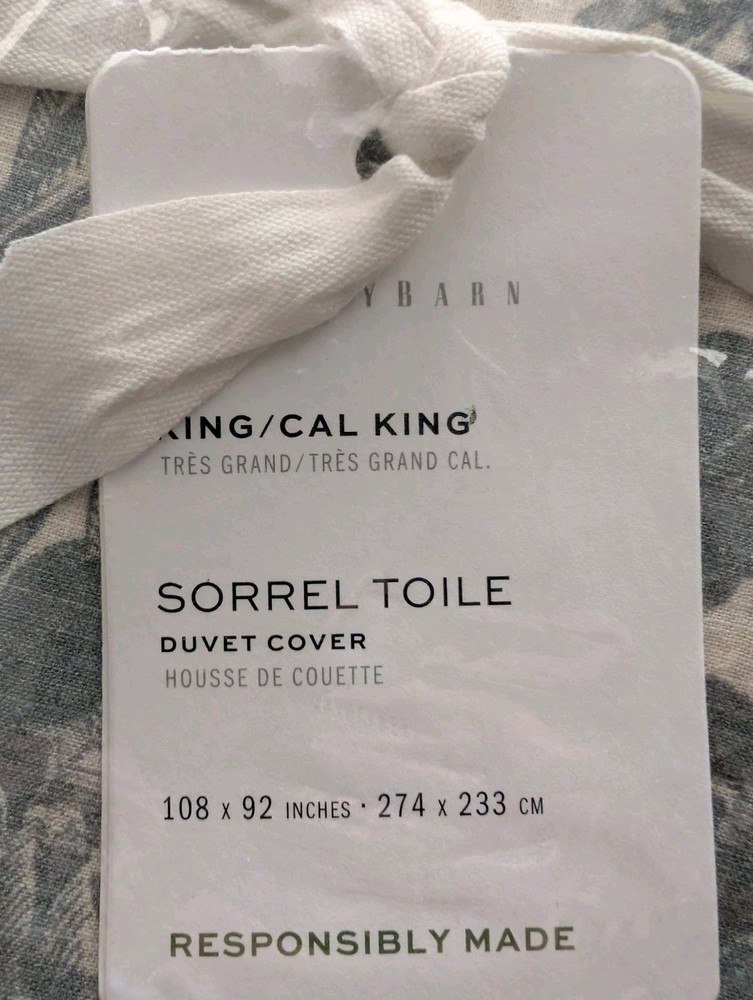 YBARN
KING/CAL KING
TRÈS GRAND/TRÈS GRAND CAL.
SORREL TOILE
DUVET COVER
HOUSSE DE COUETTE
108 x 92 INCHES · 274 x 233 CM
RESPONSIBLY MADE